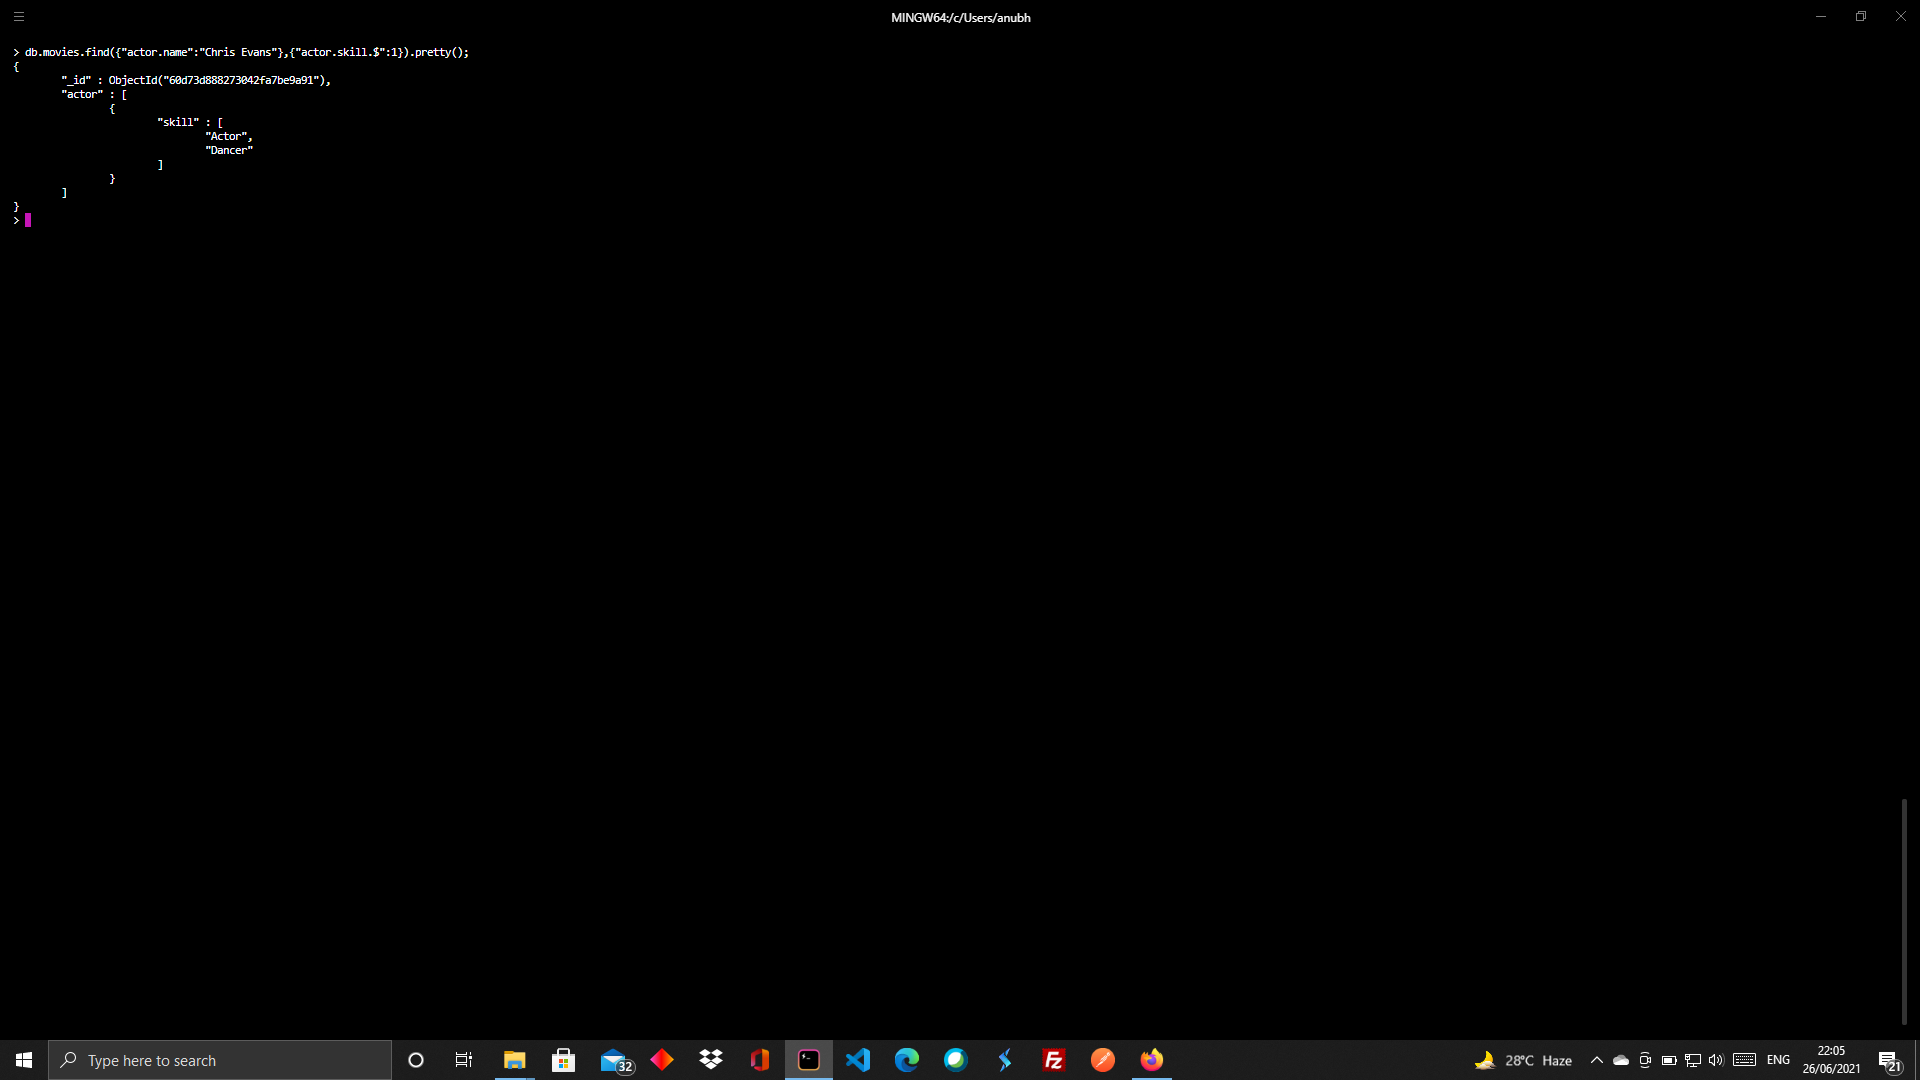 MINGW64:/c/Users/anubh
> db.movies.find({"actor.name":"Chris Evans"},{"actor.skill.$":1}).pretty();
{
"_id" : ObjectId("60d73d888273042fa7be9a91"),
"actor" : [
{
"skill" : [
"Actor",
"Dancer"
]
}
]
}
>
Type here to search
32
Fz
28°C Haze
ENG
22:05
26/06/2021
21